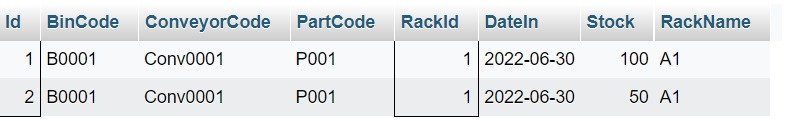 Id BinCode ConveyorCode PartCode RackId DateIn Stock RackName
1 B0001 Conv0001 P001 1 2022-06-30 100 A1
2 B0001 Conv0001 P001 1 2022-06-30 50 A1